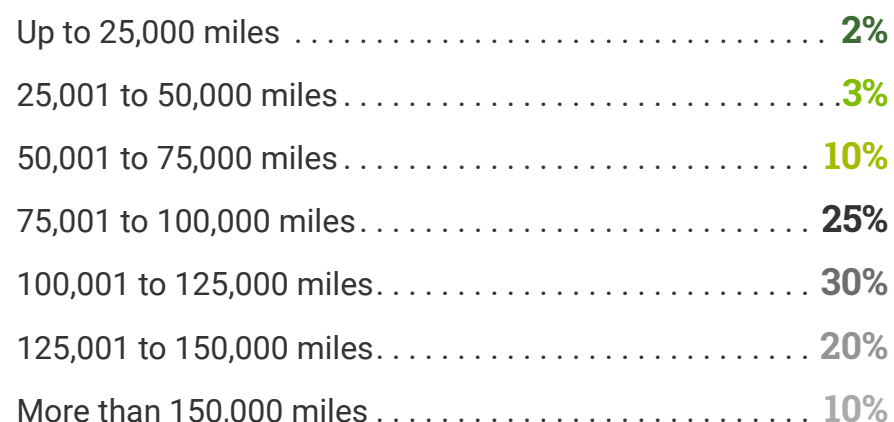 Up to 25,000 miles . . . . . . . . . . . . . . . . . . . . . . . . . . . . . . . . . 2%
25,001 to 50,000 miles . . . . . . . . . . . . . . . . . . . . . . . . . . . . . . .3%
50,001 to 75,000 miles . . . . . . . . . . . . . . . . . . . . . . . . . . . . . 10%
75,001 to 100,000 miles. . . . . . . . . . . . . . . . . . . . . . . . . . . . 25%
100,001 to 125,000 miles. . . . . . . . . . . . . . . . . . . . . . . . . . . 30%
125,001 to 150,000 miles. . . . . . . . . . . . . . . . . . . . . . . . . . . 20%
More than 150,000 miles . . . . . . . . . . . . . . . . . . . . . . . . . . . 10%